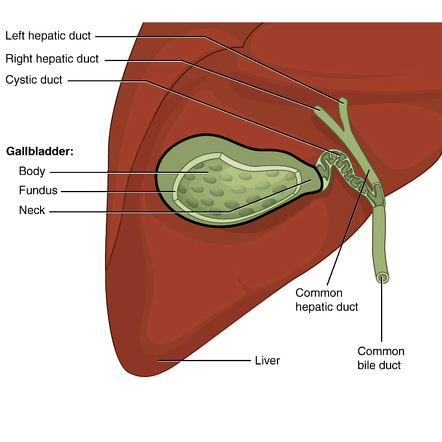 Left hepatic duct
Right hepatic duct
Cystic duct
Gallbladder:
Body
Fundus
Neck
Common
hepatic duct
Common
bile duct
Liver